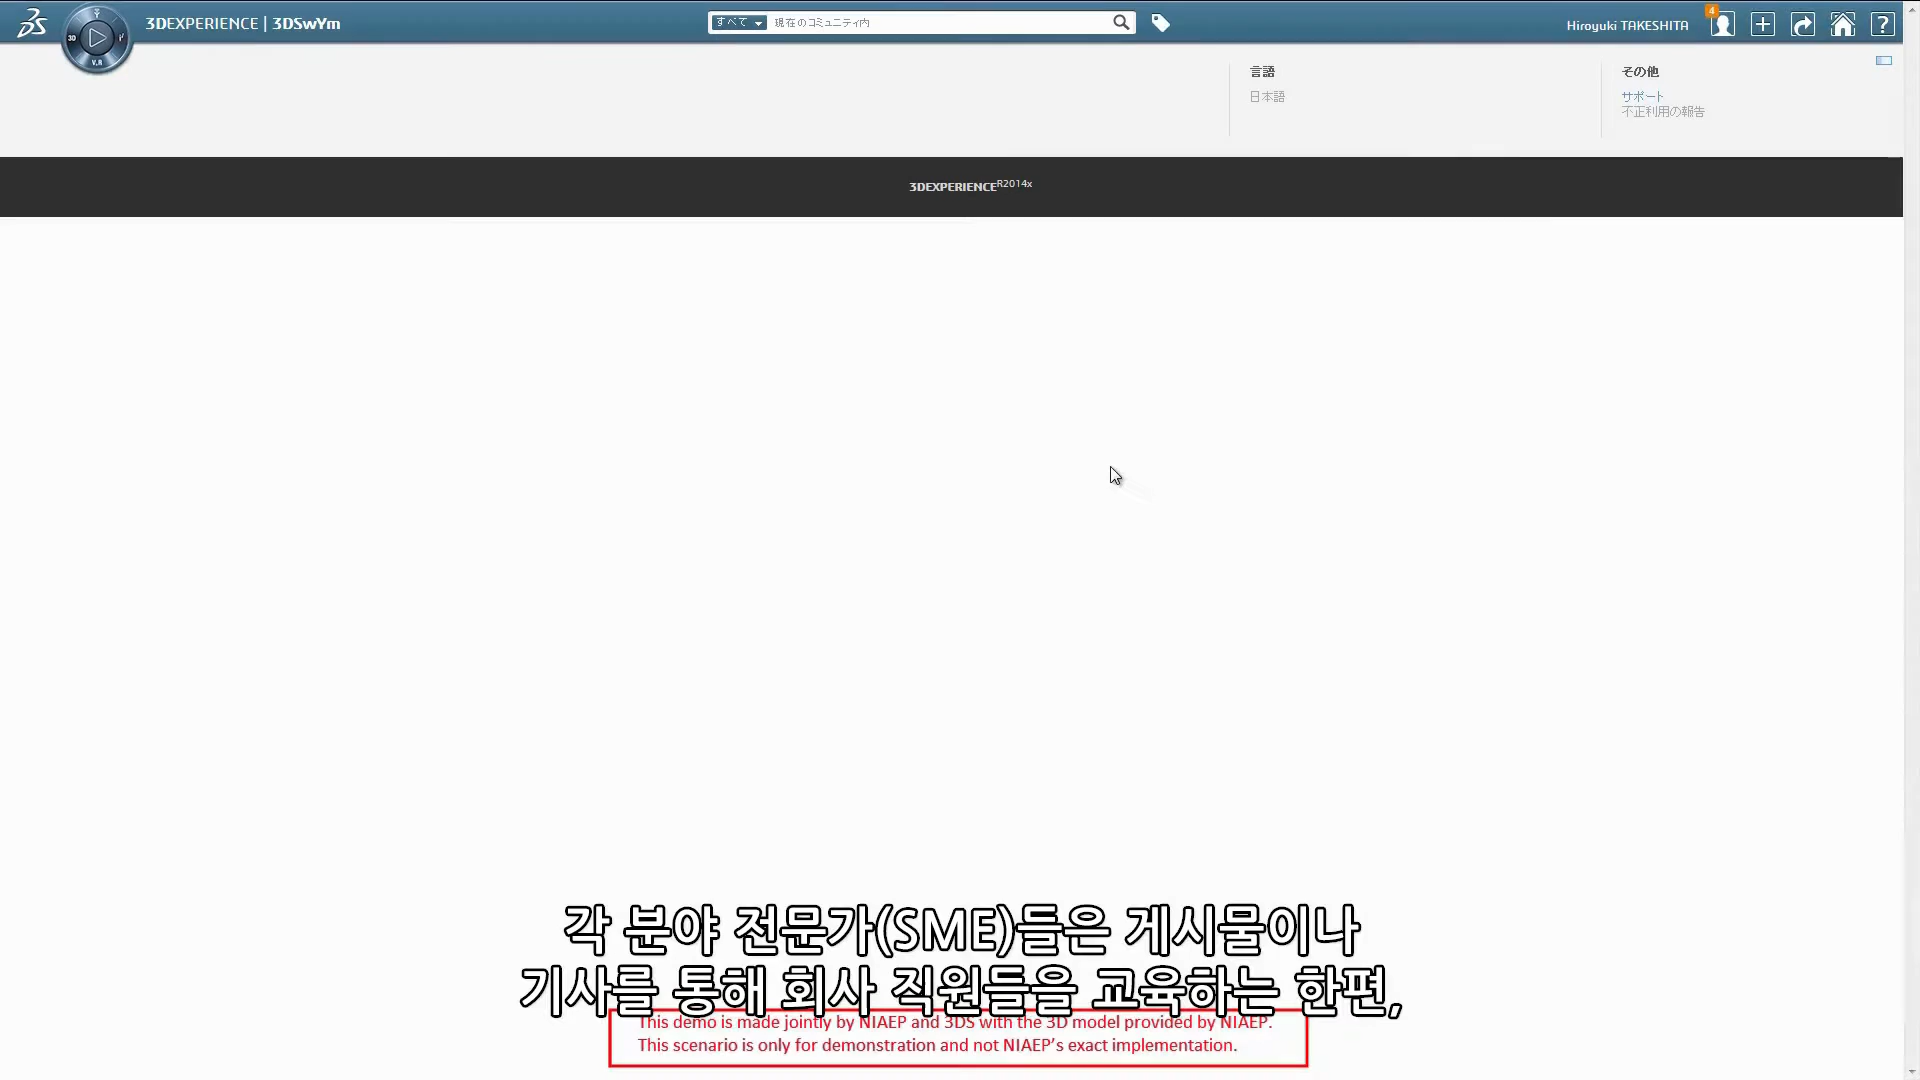 3DEXPERIENCE | 3DSwYm
すべて 現在のコミュニティ内
Hiroyuki TAKESHITA
4
3D
V.R
言語
日本語
その他
サポート
不正利用の報告
3DEXPERIENCE R2014x
각 분야 전문가(SME)들은 게시물이나
기사를 통해 회사 직원들을 교육하는 한편,
This demo is made jointly by NIAEP and 3DS with the 3D model provided by NIAEP.
This scenario is only for demonstration and not NIAEP’s exact implementation.